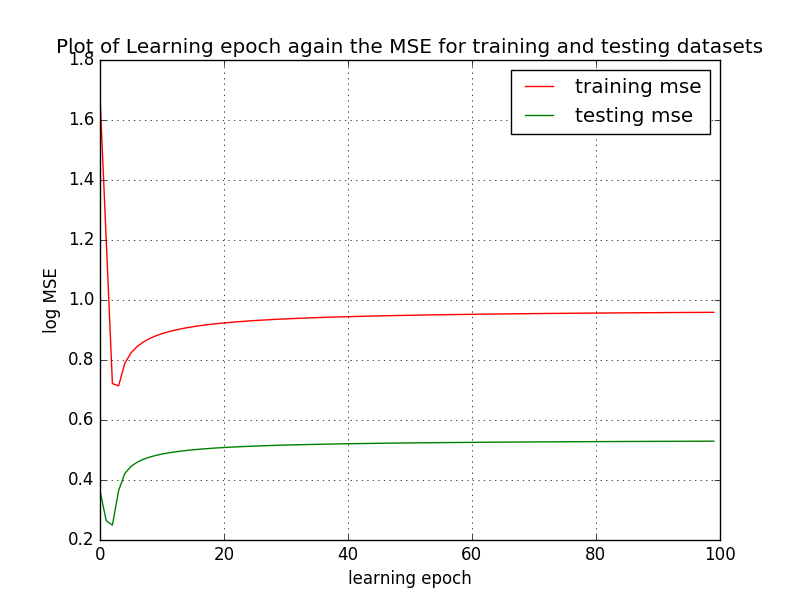 Plot of Learning epoch again the MSE for training and testing datasets
training mse
testing mse
log MSE
1.8
1.6
1.4
1.2
1.0
0.8
0.6
0.4
0.2
0 20 40 60 80 100
learning epoch